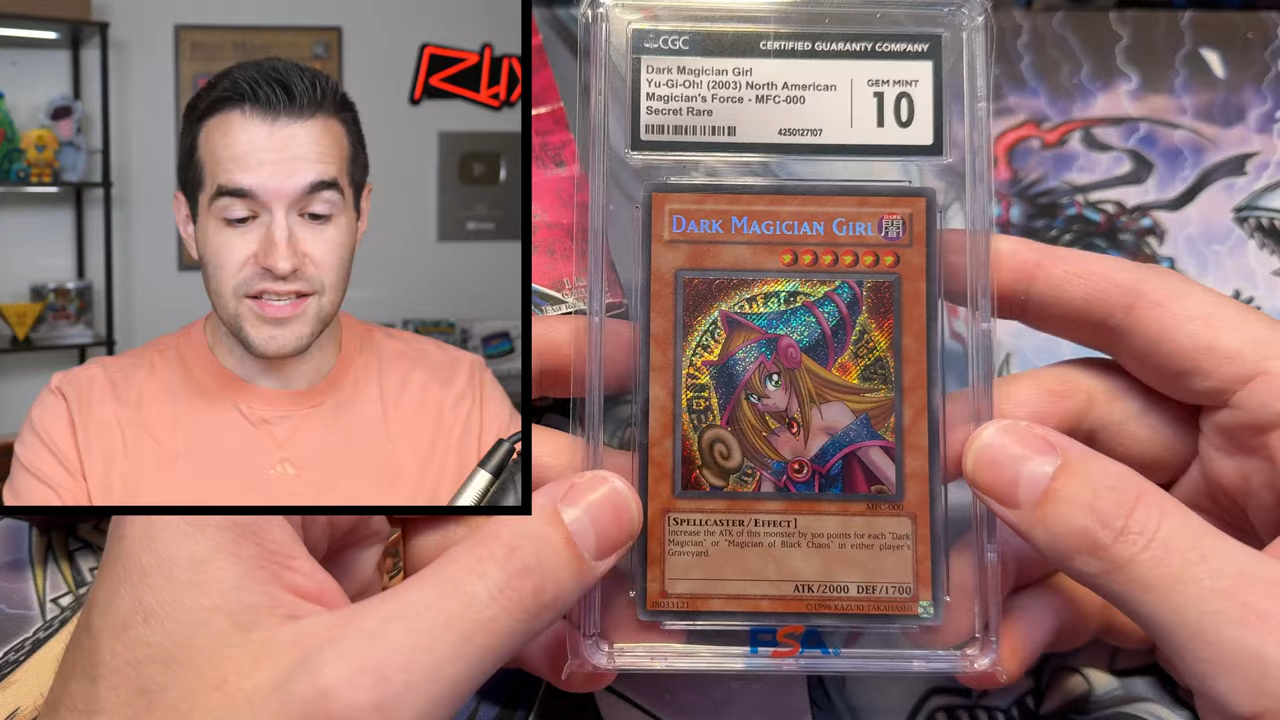 CGC
CERTIFIED GUARANTY COMPANY
Dark Magician Girl
Yu-Gi-Oh! (2003) North American
Magician's Force - MFC-000
Secret Rare
GEM MINT
10
4250127107
DARK MAGICIAN GIRL
DARK
闇
MFC-000
[SPELLCASTER/EFFECT]
Increase the ATK of this monster by 300 points for each "Dark
Magician" or "Magician of Black Chaos" in either player's
Graveyard.
ATK/2000 DEF/1700
38033121
©1996 KAZUKI TAKAHASHI
PSA